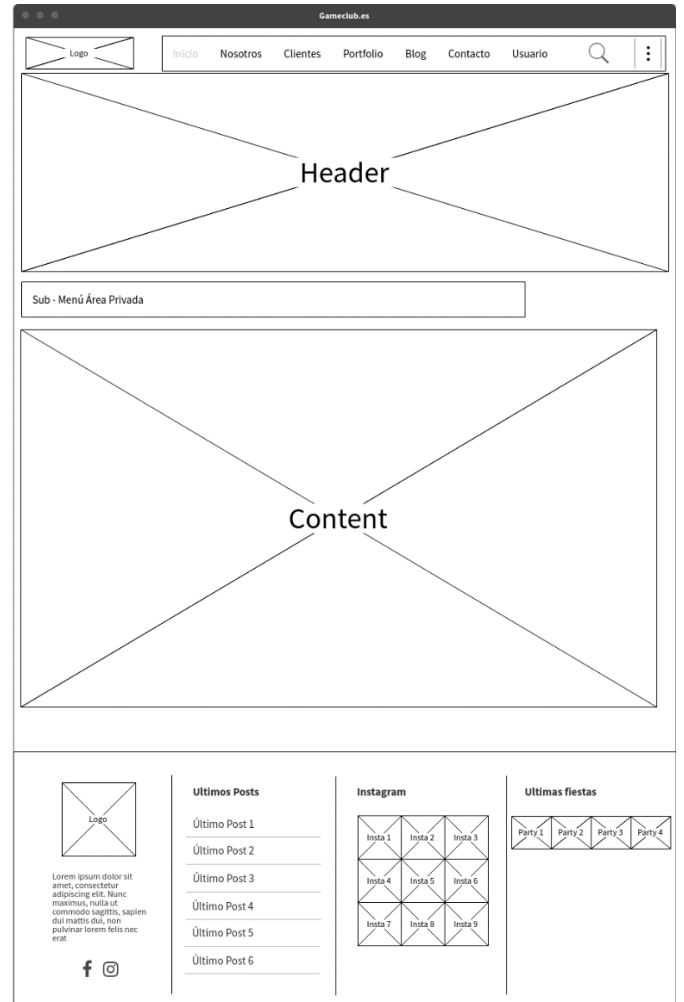 Gameclub.es
Logo
Inicio Nosotros Clientes Portfolio Blog Contacto Usuario
Header
Sub - Menú Área Privada
Content
Logo
Lorem ipsum dolor sit
amet, consectetur
adipiscing elit. Nunc
maximus, nulla ut
commodo sagittis, sapien
dui mattis dui, non
pulvinar lorem felis nec
erat
Ultimos Posts
Último Post 1
Último Post 2
Último Post 3
Último Post 4
Último Post 5
Último Post 6
Instagram
Insta 1 Insta 2 Insta 3
Insta 4 Insta 5 Insta 6
Insta 7 Insta 8 Insta 9
Ultimas fiestas
Party 1 Party 2 Party 3 Party 4